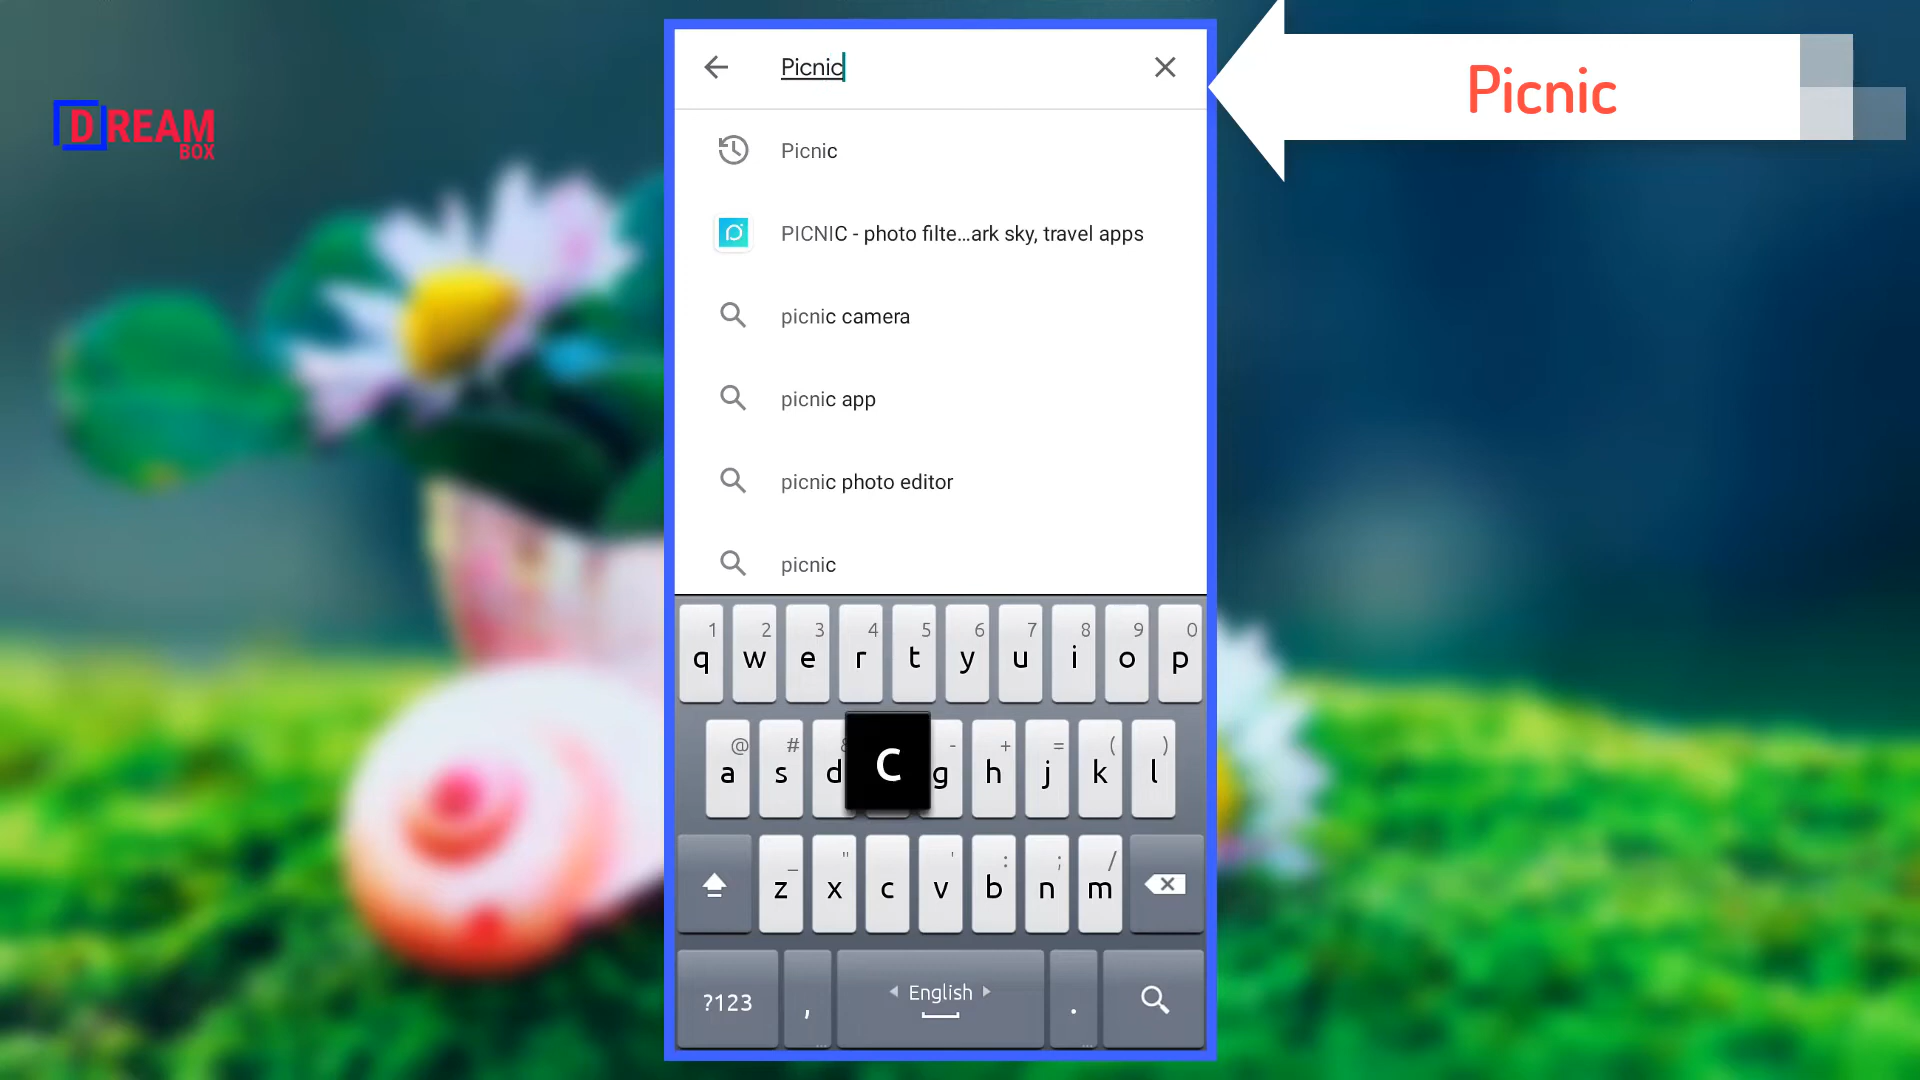 DREAM
BOX
Picnic
Picnic
Picnic
PICNIC - photo filte...ark sky, travel apps
picnic camera
picnic app
picnic photo editor
picnic
1 2 3 4 5 6 7 8 9 0
q w e r t y u i o p
@ # - + = ( )
a s d C g h j k l
_ " ' : ; /
z x c v b n m
?123 , English .